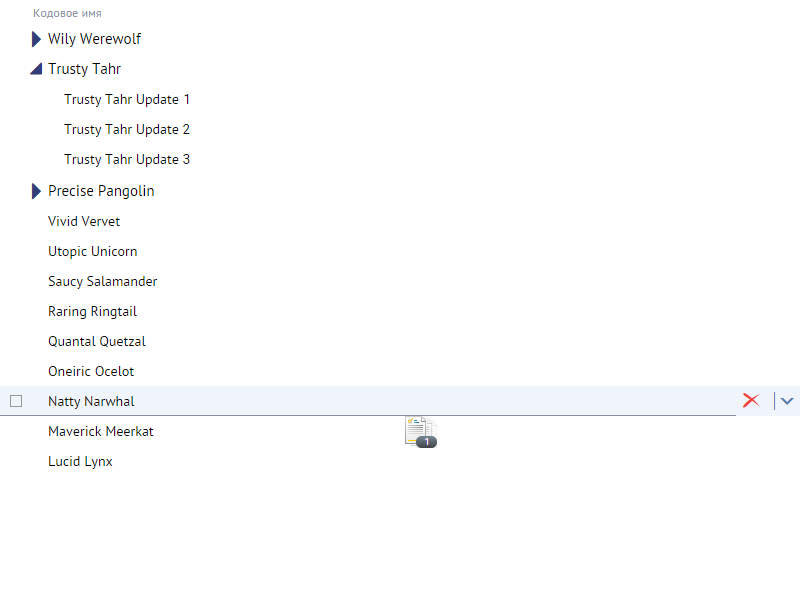 Кодовое имя
Wily Werewolf
Trusty Tahr
Trusty Tahr Update 1
Trusty Tahr Update 2
Trusty Tahr Update 3
Precise Pangolin
Vivid Vervet
Utopic Unicorn
Saucy Salamander
Raring Ringtail
Quantal Quetzal
Oneiric Ocelot
Natty Narwhal
Maverick Meerkat
1
Lucid Lynx